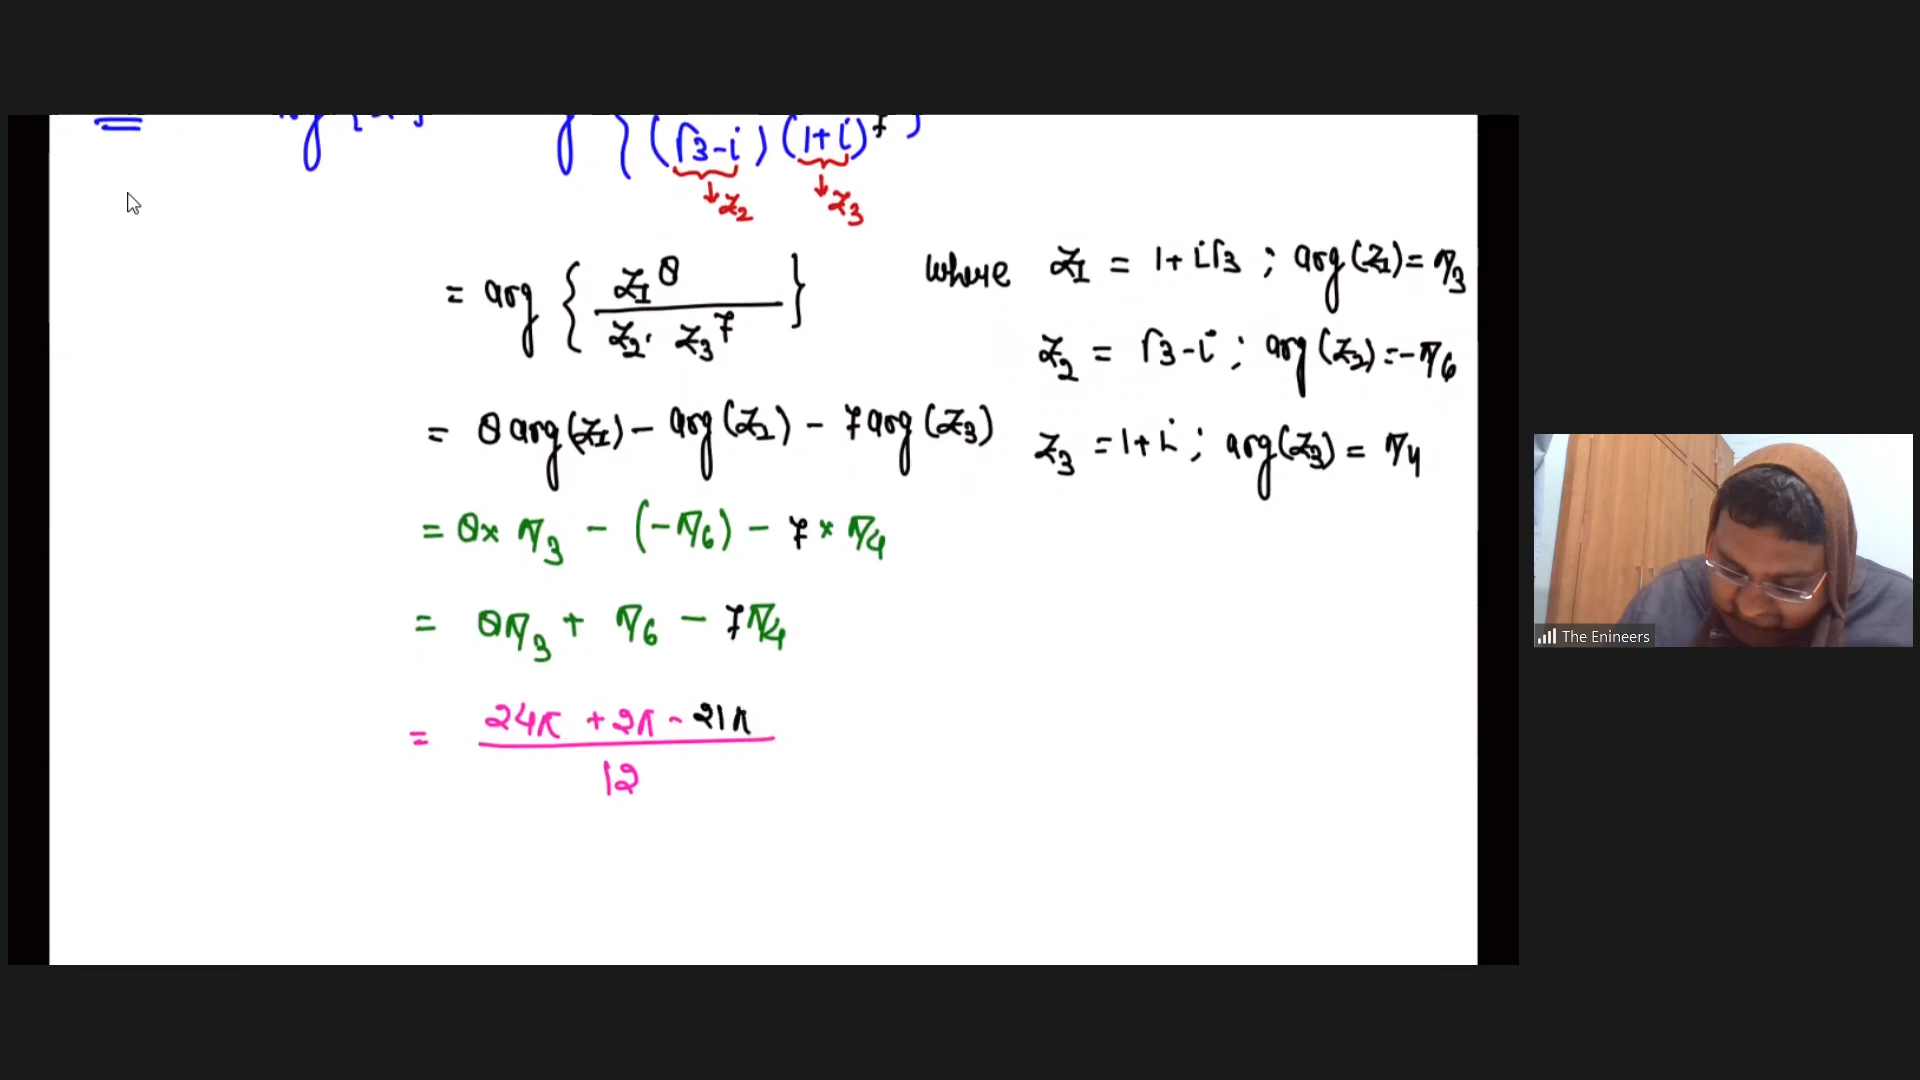 arg { (√3-i) (1+i)⁷ }
↓z₂ ↓z₃
= arg { z₁⁸ / z₂·z₃⁷ } where z₁ = 1+i√3 ; arg(z₁) = π/3
z₂ = √3-i ; arg(z₂) = -π/6
= 8 arg(z₁) - arg(z₂) - 7 arg(z₃) z₃ = 1+i ; arg(z₃) = π/4
= 8 × π/3 - (-π/6) - 7 × π/4
= 8π/3 + π/6 - 7π/4
= 24π + 2π - 21π / 12
The Enineers